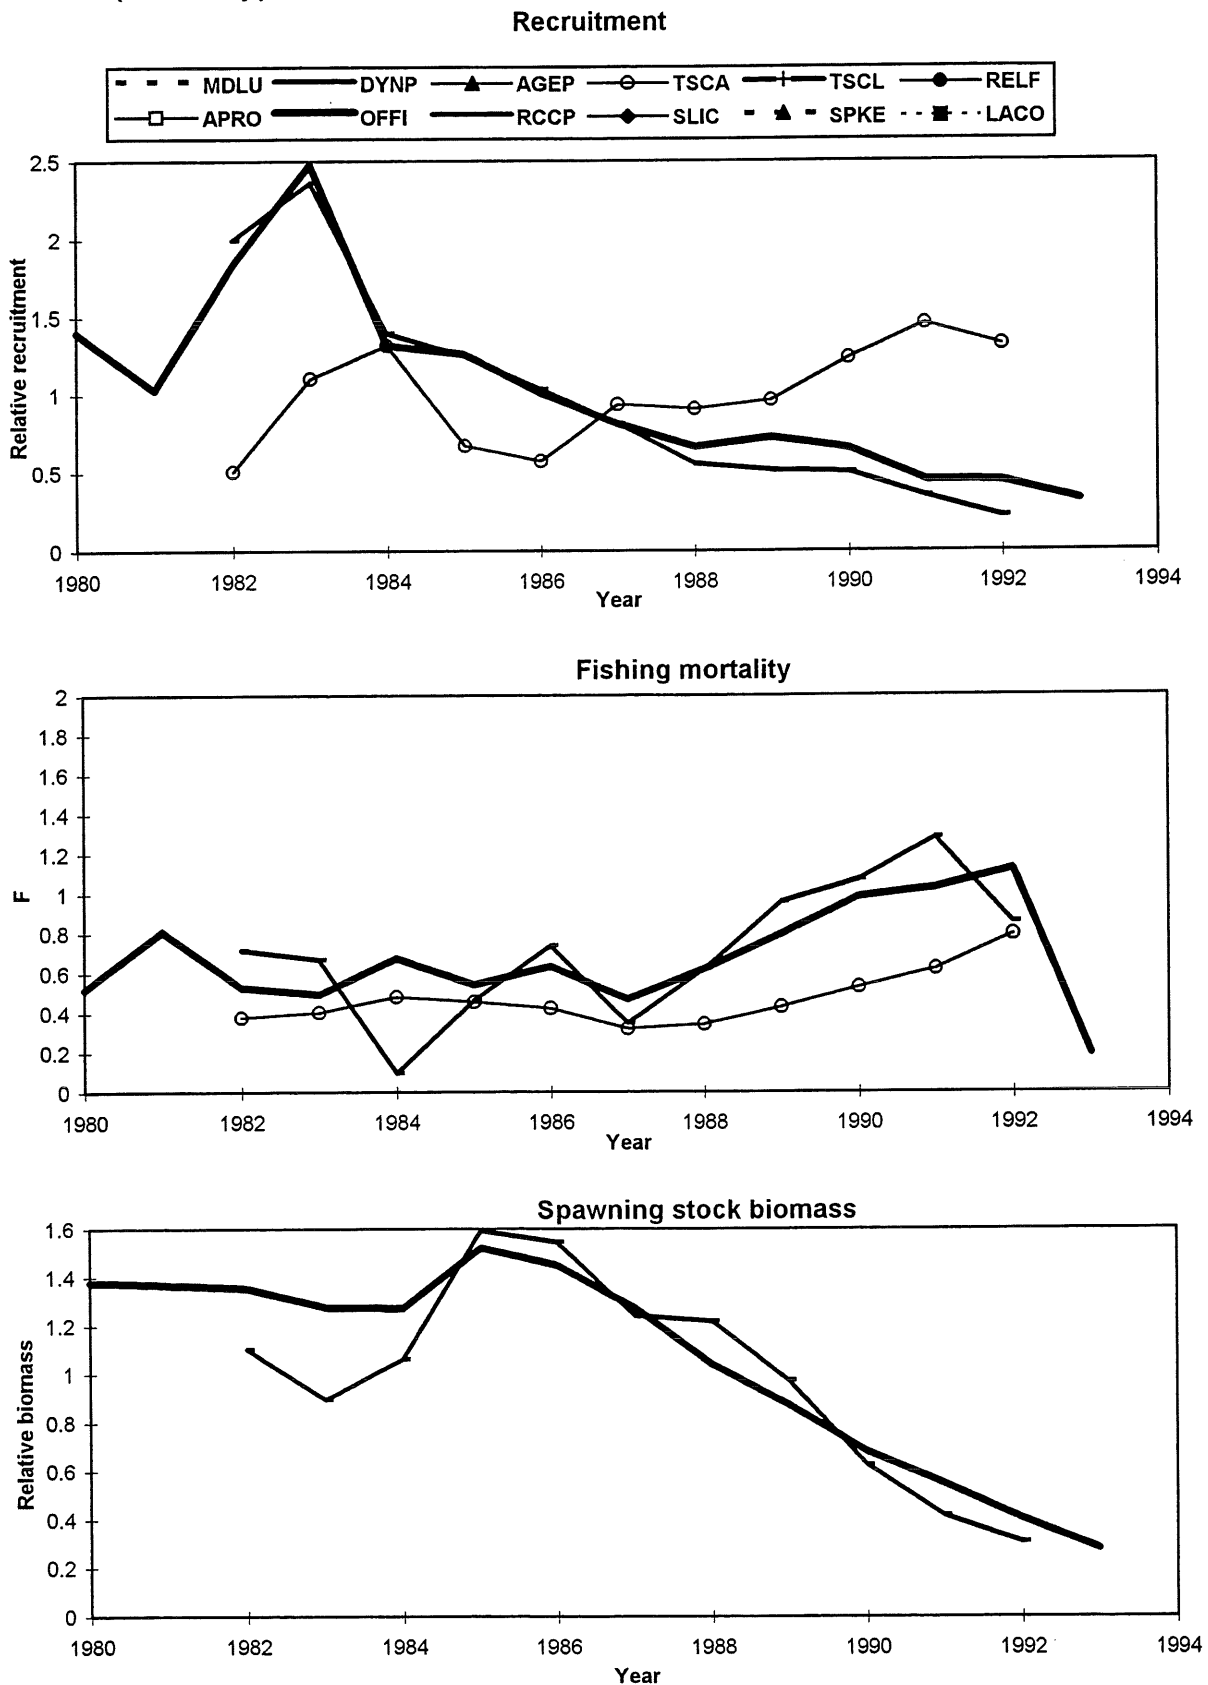 Recruitment
MDLU DYNP AGEP TSCA TSCL RELF
APRO OFFI RCCP SLIC SPKE LACO
2.5
2
1.5
1
0.5
0
Relative recruitment
1980 1982 1984 1986 1988 1990 1992 1994
Year
Fishing mortality
2
1.8
1.6
1.4
1.2
1
0.8
0.6
0.4
0.2
0
F
1980 1982 1984 1986 1988 1990 1992 1994
Year
Spawning stock biomass
1.6
1.4
1.2
1
0.8
0.6
0.4
0.2
0
Relative biomass
1980 1982 1984 1986 1988 1990 1992 1994
Year